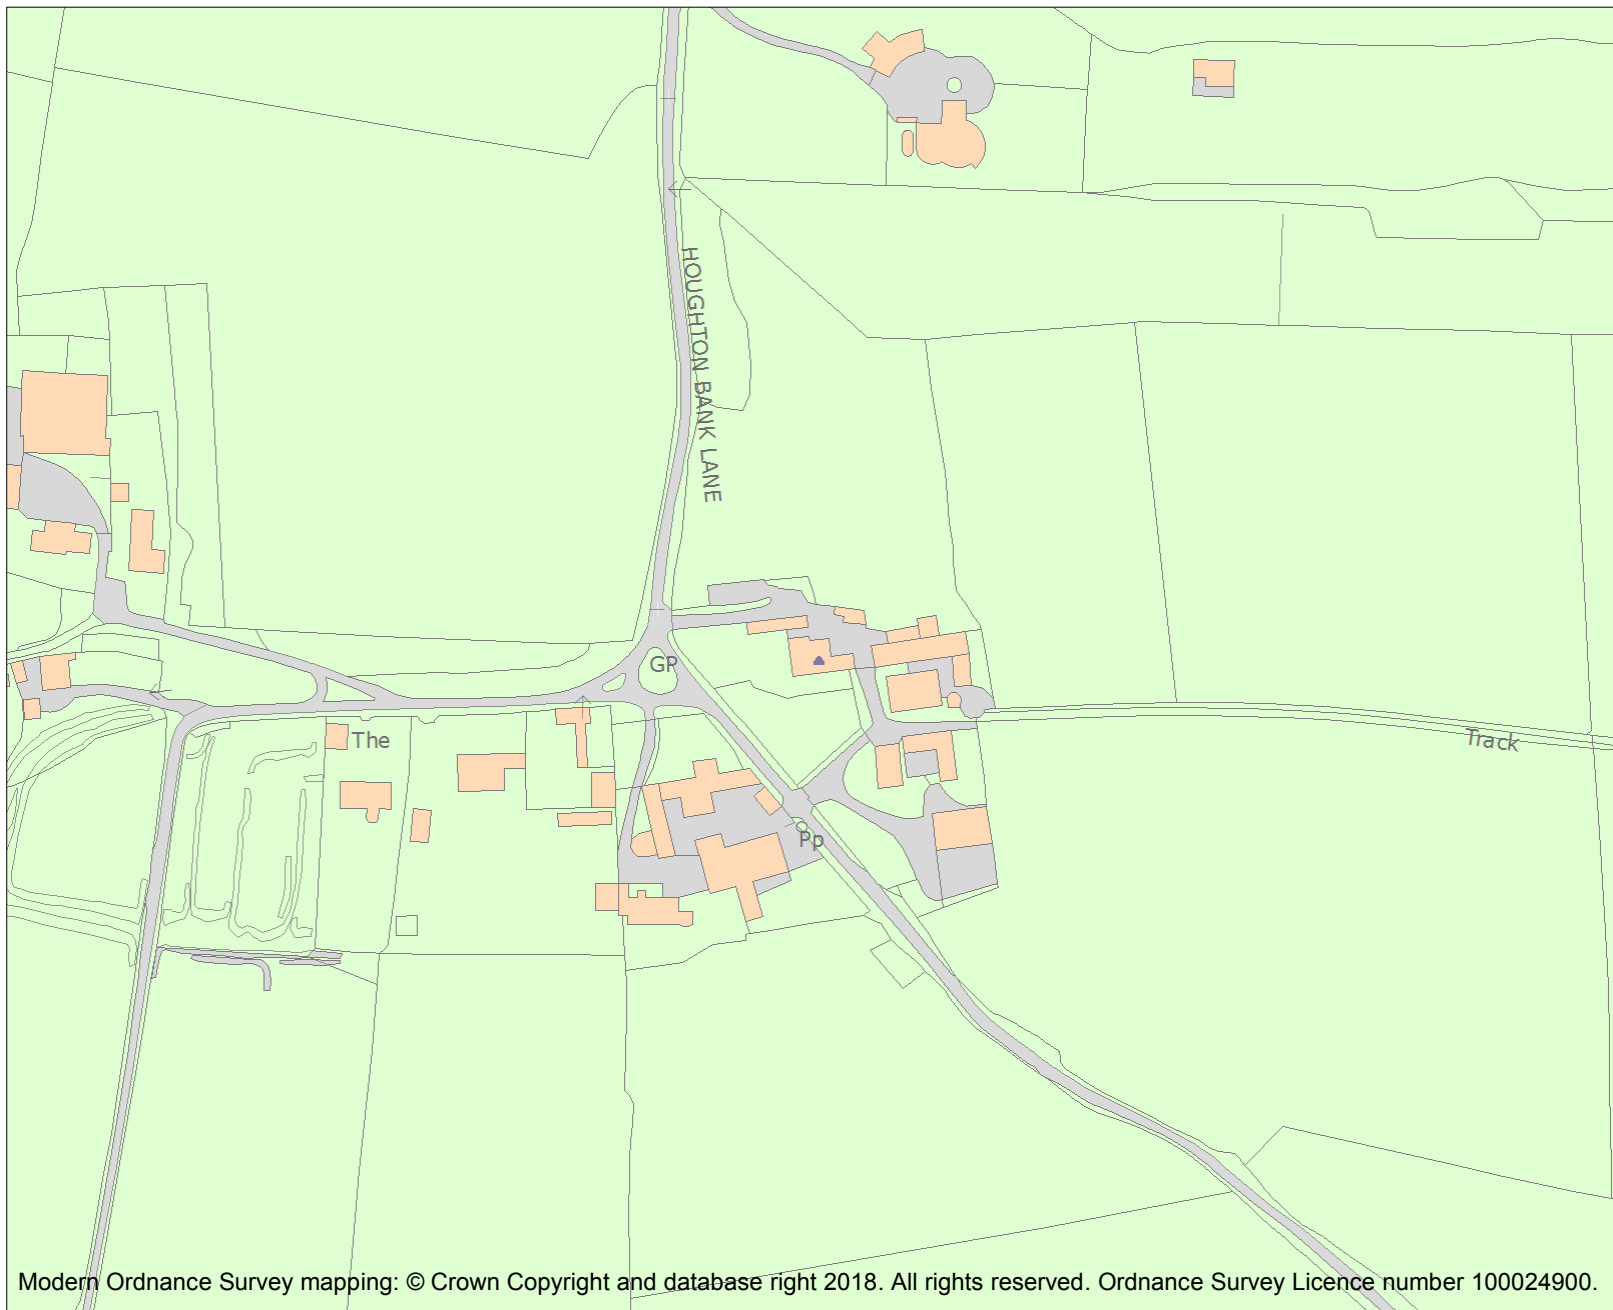 HOUGHTON BANK LANE
GP
The
Track
Pp
Modern Ordnance Survey mapping: © Crown Copyright and database right 2018. All rights reserved. Ordnance Survey Licence number 100024900.